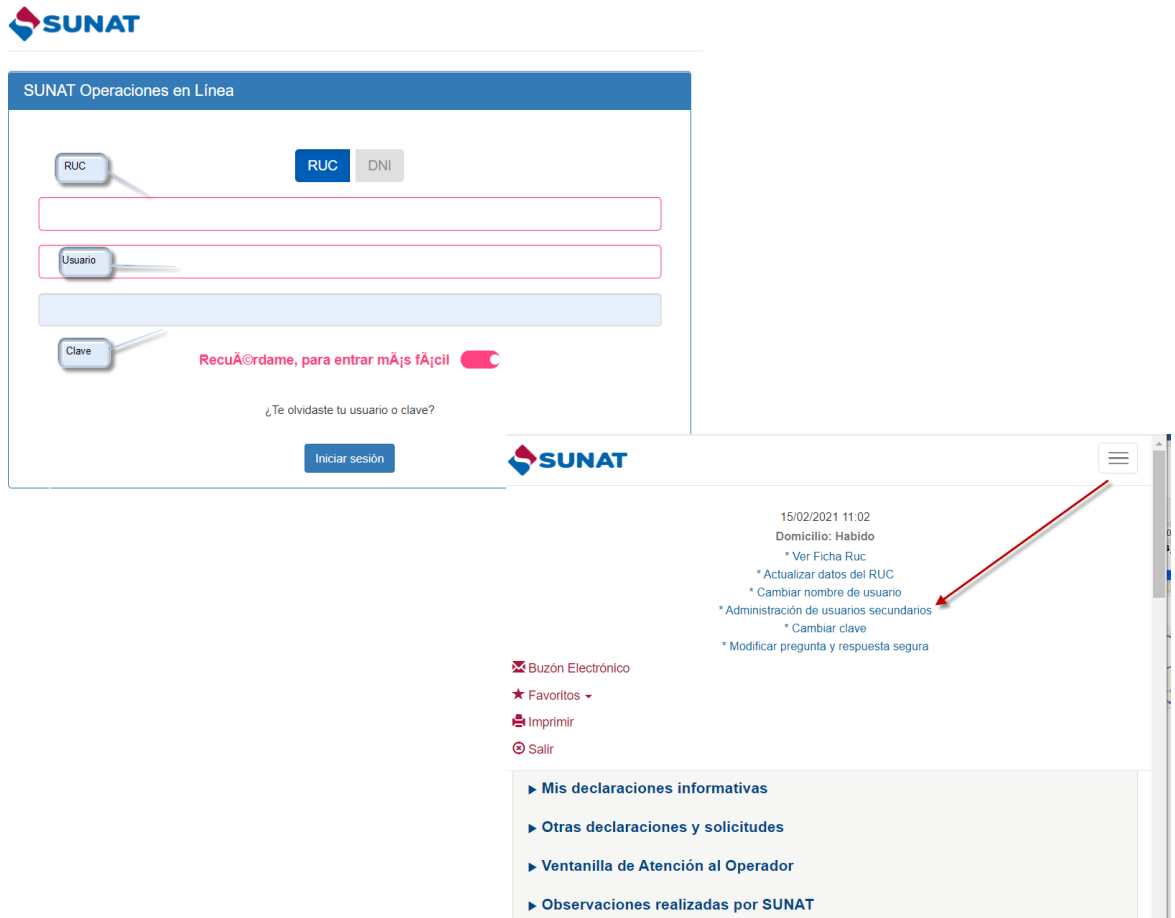 SUNAT
SUNAT Operaciones en Línea
RUC
RUC DNI
Usuario
Clave
RecuÃ©rdame, para entrar mÃ¡s fÃ¡cil
¿Te olvidaste tu usuario o clave?
Iniciar sesión
SUNAT
15/02/2021 11:02
Domicilio: Habido
* Ver Ficha Ruc
* Actualizar datos del RUC
* Cambiar nombre de usuario
* Administración de usuarios secundarios
* Cambiar clave
* Modificar pregunta y respuesta segura
Buzón Electrónico
Favoritos
Imprimir
Salir
Mis declaraciones informativas
Otras declaraciones y solicitudes
Ventanilla de Atención al Operador
Observaciones realizadas por SUNAT